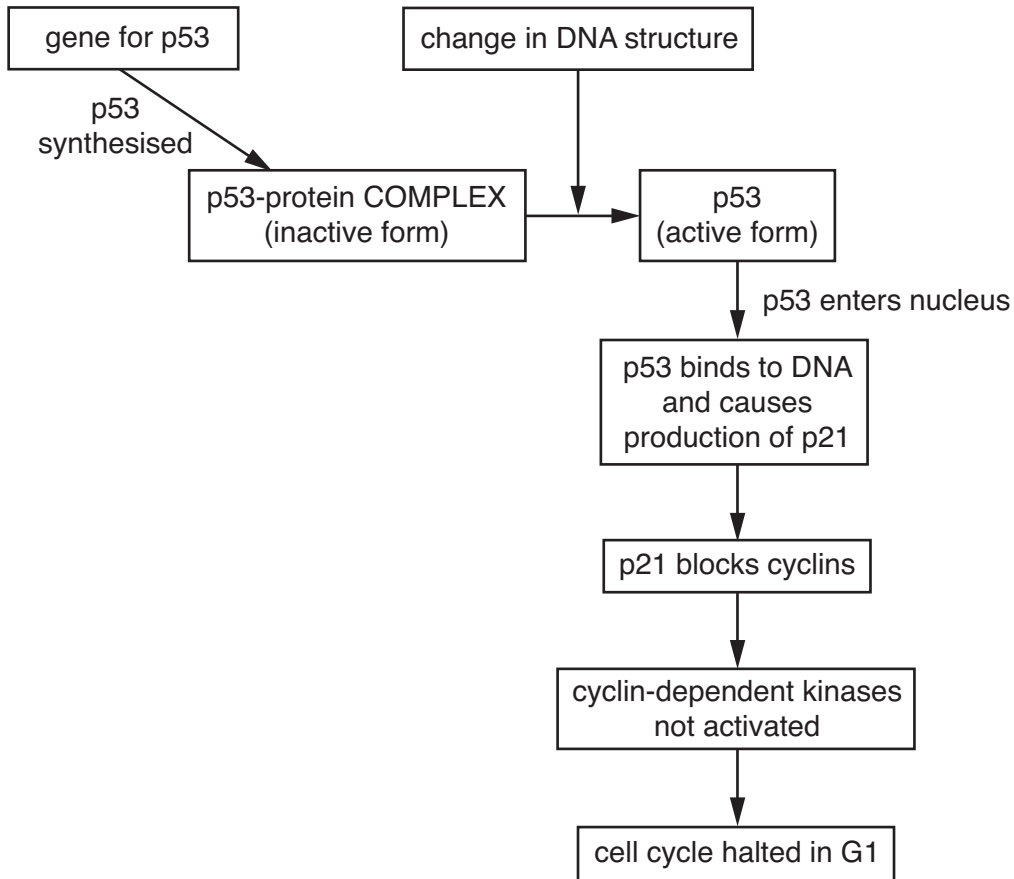 gene for p53
change in DNA structure
p53
synthesised
p53-protein COMPLEX
(inactive form)
p53
(active form)
p53 enters nucleus
p53 binds to DNA
and causes
production of p21
p21 blocks cyclins
cyclin-dependent kinases
not activated
cell cycle halted in G1